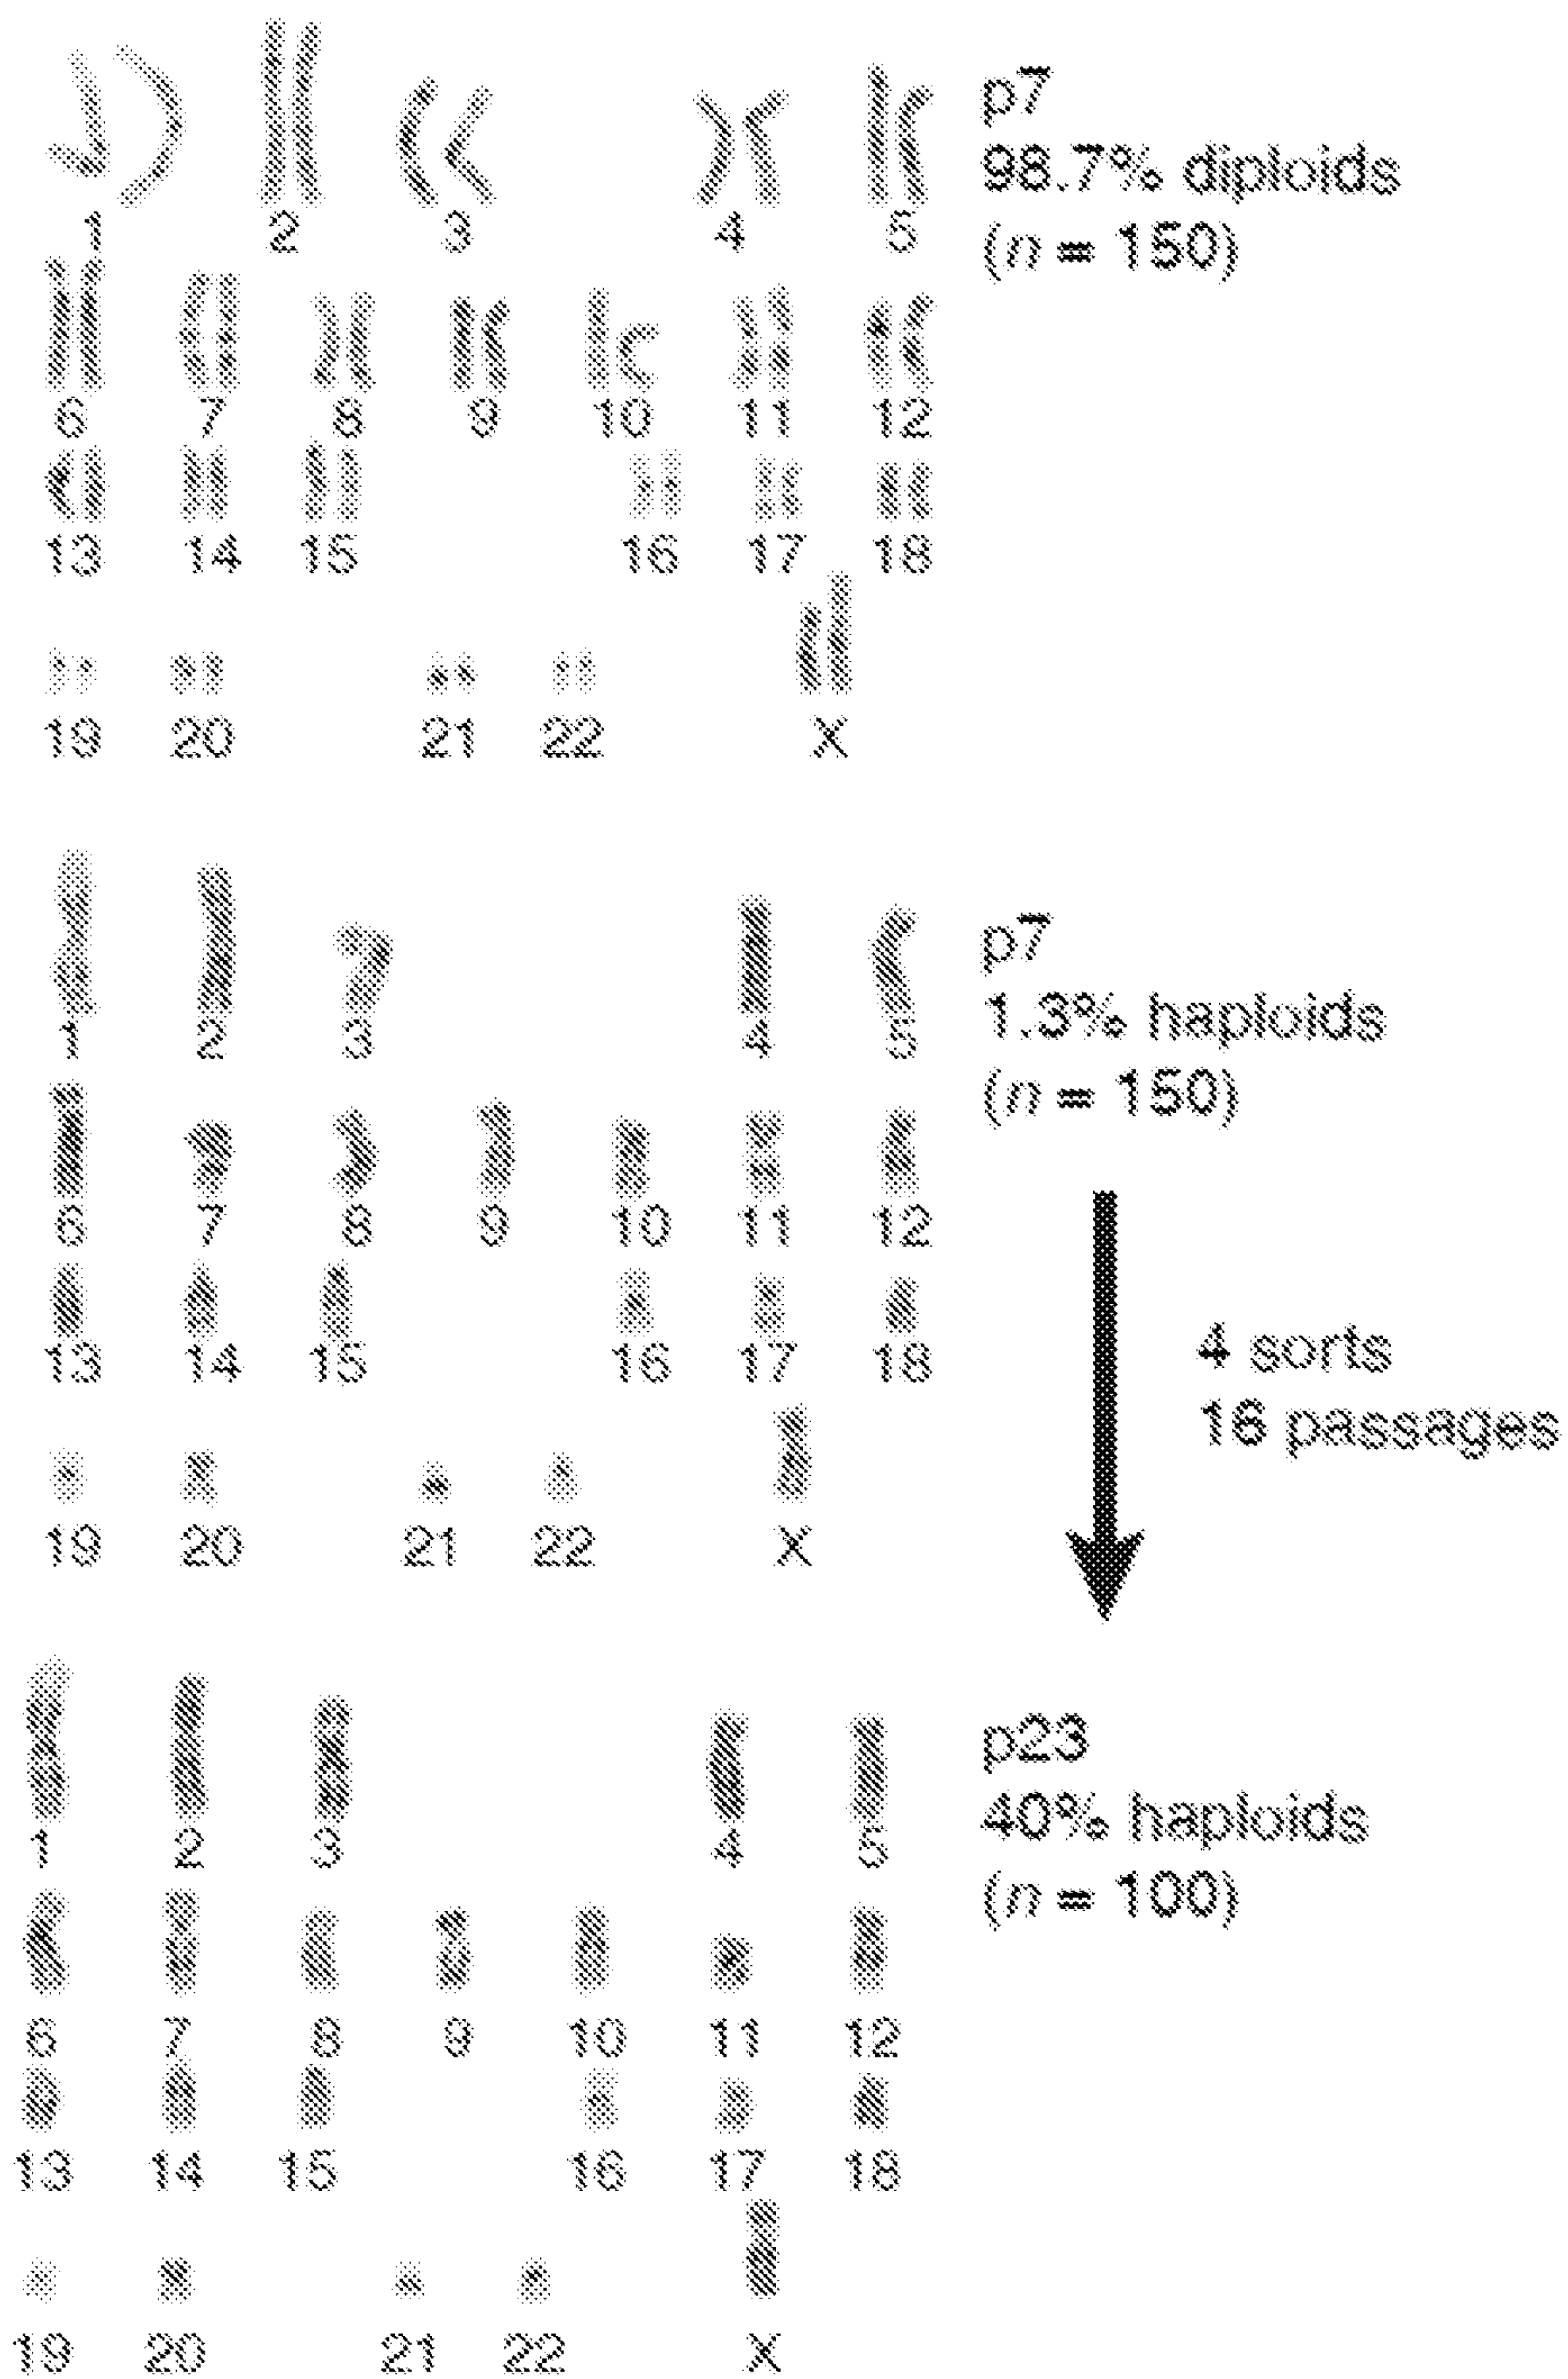 1 2 3 4 5
p7
98.7% diploids
(n = 150)
6 7 8 9 10 11 12
13 14 15 16 17 18
19 20 21 22 X
1 2 3 4 5
p7
1.3% haploids
(n = 150)
6 7 8 9 10 11 12
13 14 15 16 17 18
4 sorts
16 passages
19 20 21 22 X
1 2 3 4 5
p23
40% haploids
(n = 100)
6 7 8 9 10 11 12
13 14 15 16 17 18
19 20 21 22 X